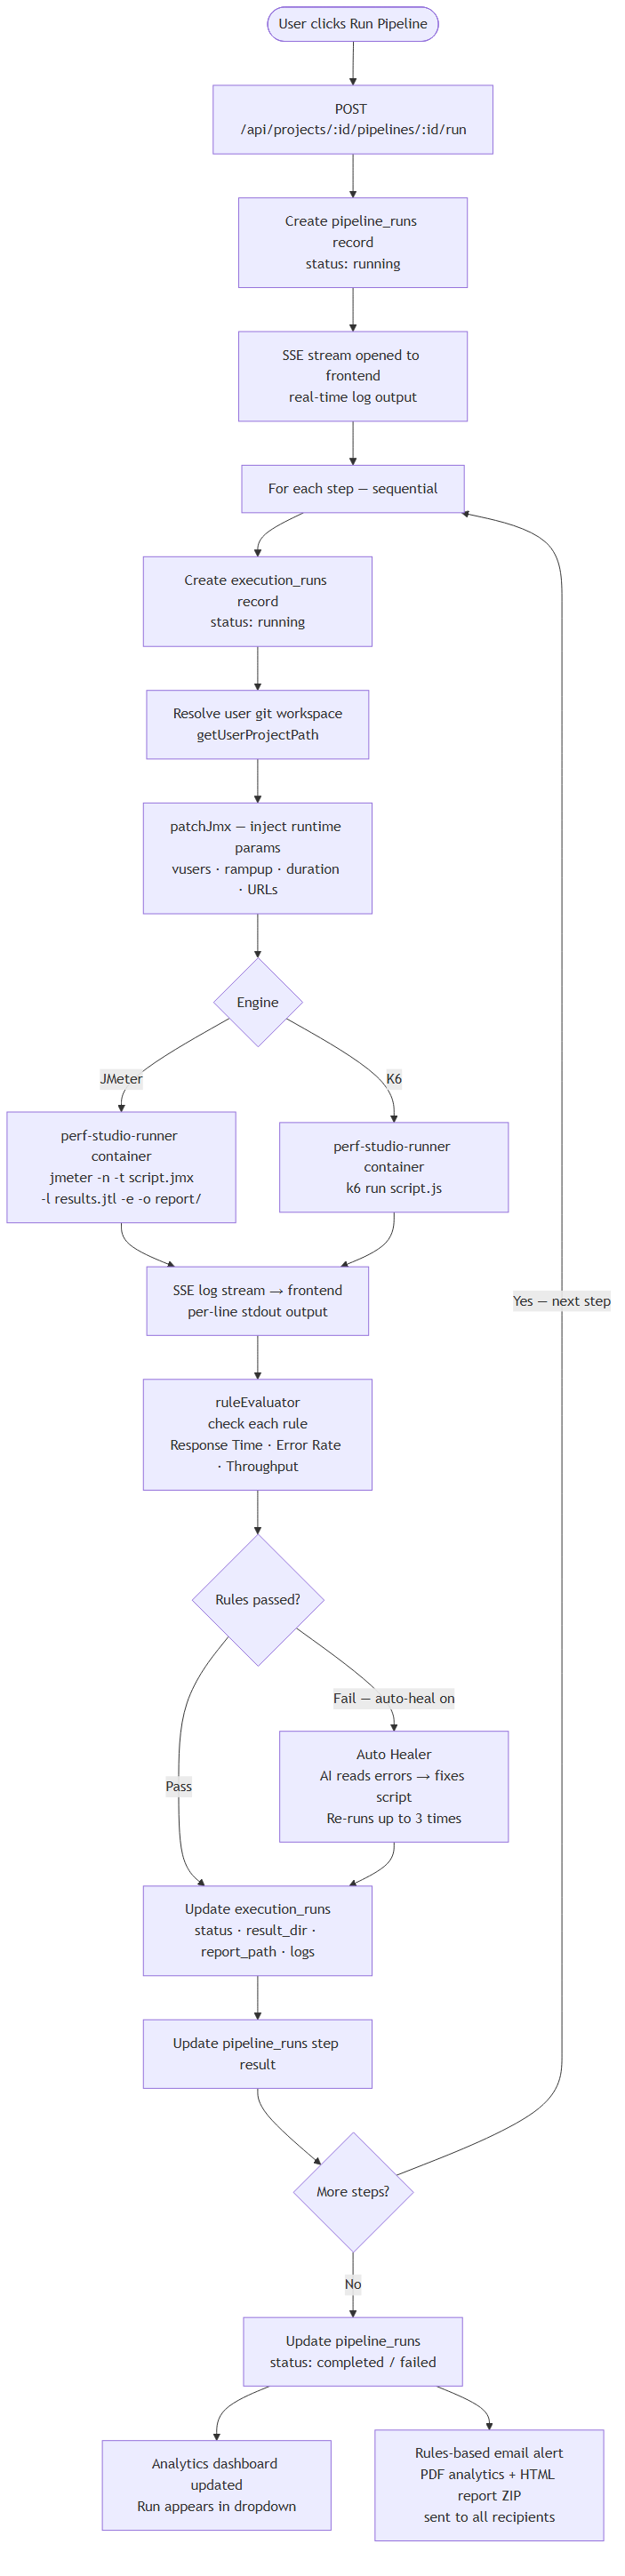 User clicks Run Pipeline
POST
/api/projects/:id/pipelines/:id/run
Create pipeline_runs
record
status: running
SSE stream opened to
frontend
real-time log output
For each step — sequential
Create execution_runs
record
status: running
Resolve user git workspace
getUserProjectPath
patchJmx — inject runtime
params
vusers · rampup · duration
· URLs
Engine
JMeter
K6
perf-studio-runner
container
jmeter -n -t script.jmx
-l results.jtl -e -o report/
perf-studio-runner
container
k6 run script.js
SSE log stream → frontend
per-line stdout output
Yes — next step
ruleEvaluator
check each rule
Response Time · Error Rate
· Throughput
Rules passed?
Fail — auto-heal on
Pass
Auto Healer
AI reads errors → fixes
script
Re-runs up to 3 times
Update execution_runs
status · result_dir ·
report_path · logs
Update pipeline_runs step
result
More steps?
No
Update pipeline_runs
status: completed / failed
Analytics dashboard
updated
Run appears in dropdown
Rules-based email alert
PDF analytics + HTML
report ZIP
sent to all recipients